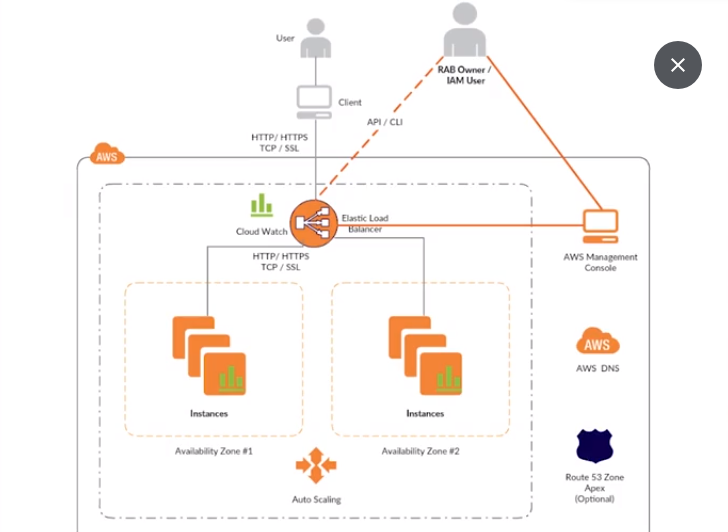 User
RAB Owner /
IAM User
Client
API / CLI
HTTP/ HTTPS
TCP / SSL
AWS
Cloud Watch
Elastic Load
Balancer
HTTP/ HTTPS
TCP / SSL
AWS Management
Console
AWS
AWS DNS
Instances
Instances
Availability Zone #1
Availability Zone #2
Auto Scaling
Route 53 Zone
Apex
(Optional)